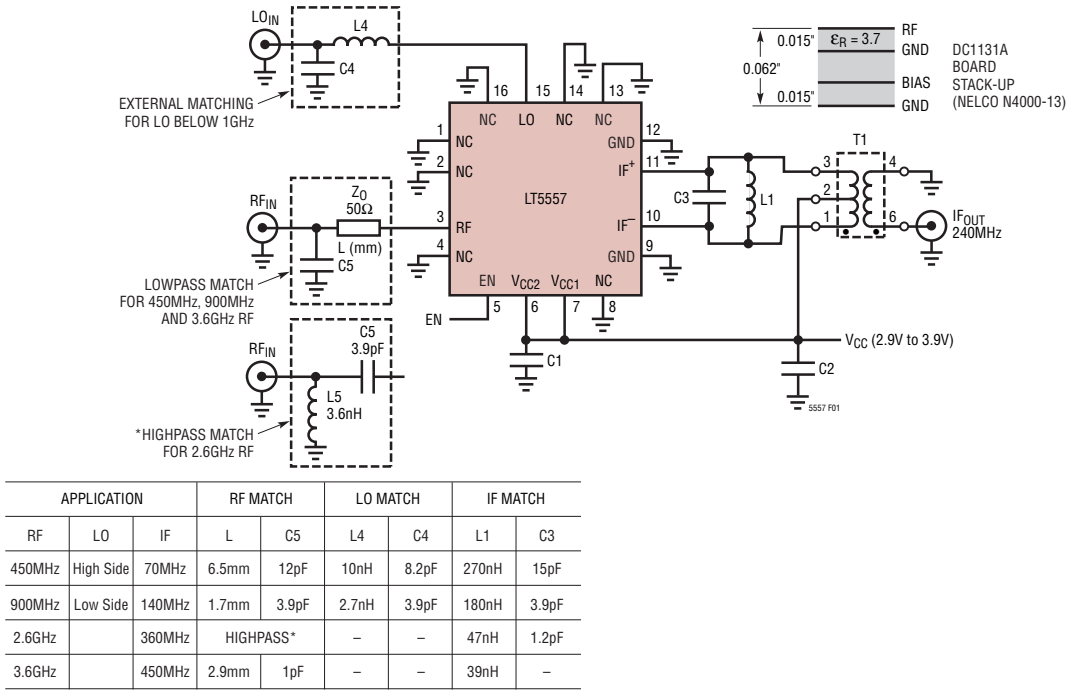 LO_IN
L4
C4
EXTERNAL MATCHING
FOR LO BELOW 1GHz
0.015"
ε_R = 3.7
RF
GND
0.062"
BIAS
0.015"
GND
DC1131A
BOARD
STACK-UP
(NELCO N4000-13)
16
15
14
13
NC
LO
NC
NC
1
NC
2
NC
GND
12
IF⁺
11
LT5557
RF_IN
Z_O
50Ω
L (mm)
C5
3
RF
4
NC
IF⁻
10
GND
9
LOWPASS MATCH
FOR 450MHz, 900MHz
AND 3.6GHz RF
EN
V_CC2
V_CC1
NC
EN
5
6
7
8
C3
L1
T1
3
2
1
4
6
IF_OUT
240MHz
C1
V_CC (2.9V to 3.9V)
C2
5557 F01
RF_IN
C5
3.9pF
L5
3.6nH
*HIGHPASS MATCH
FOR 2.6GHz RF
APPLICATION RF MATCH LO MATCH IF MATCH
RF LO IF L C5 L4 C4 L1 C3
450MHz High Side 70MHz 6.5mm 12pF 10nH 8.2pF 270nH 15pF
900MHz Low Side 140MHz 1.7mm 3.9pF 2.7nH 3.9pF 180nH 3.9pF
2.6GHz 360MHz HIGHPASS* – – 47nH 1.2pF
3.6GHz 450MHz 2.9mm 1pF – – 39nH –